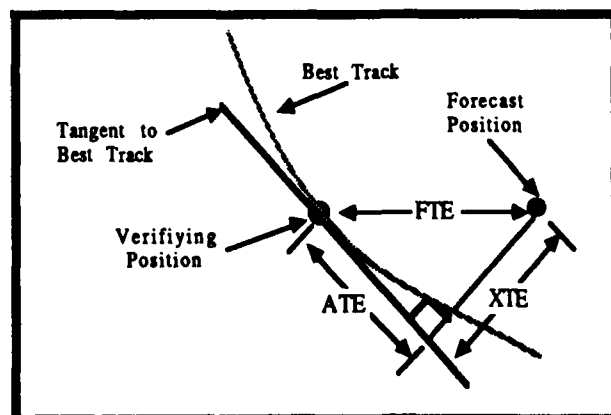 Best Track
Forecast
Position
Tangent to
Best Track
FTE
Verifiying
Position
ATE
XTE